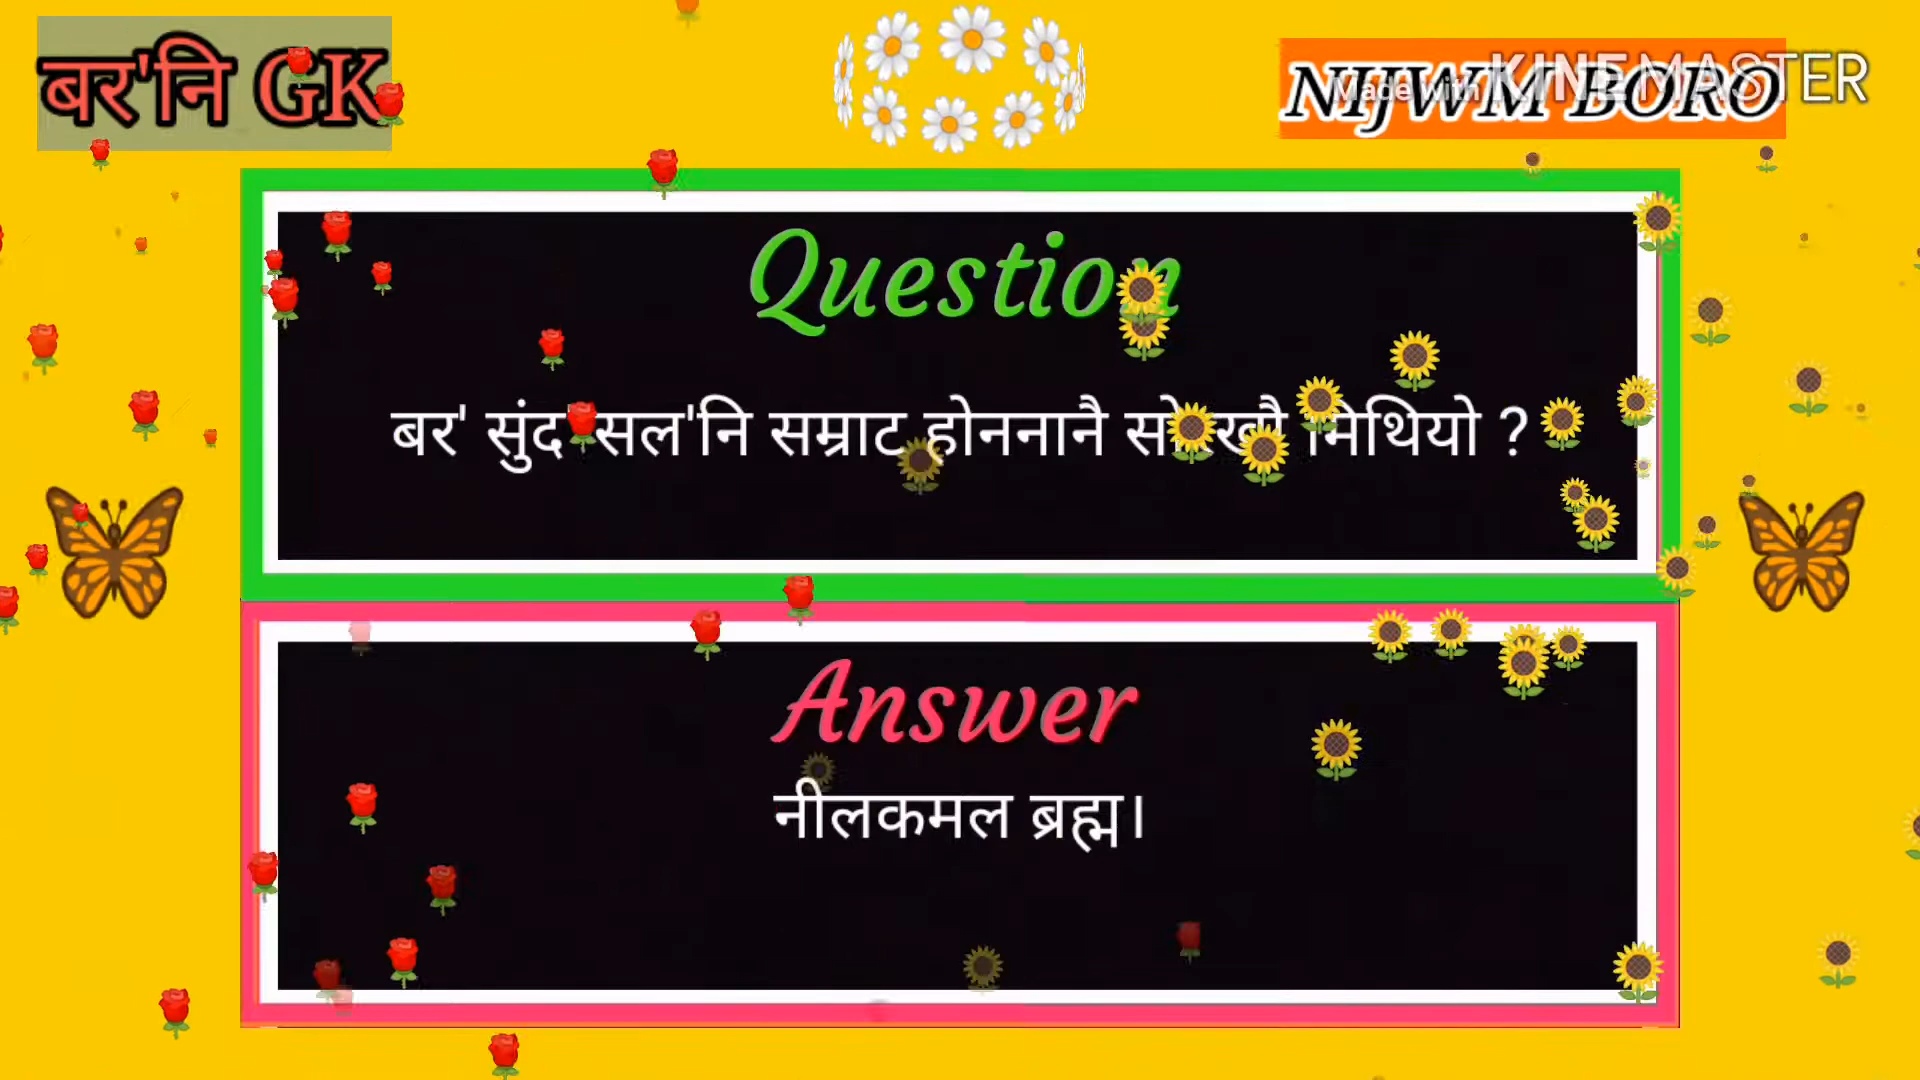 बर'नि GK
NIJWM BORO
Made with KINEMASTER
Question
बर' सुंद' सल'नि सम्राट होननानै मिथियो ?
Answer
नीलकमल ब्रह्म।